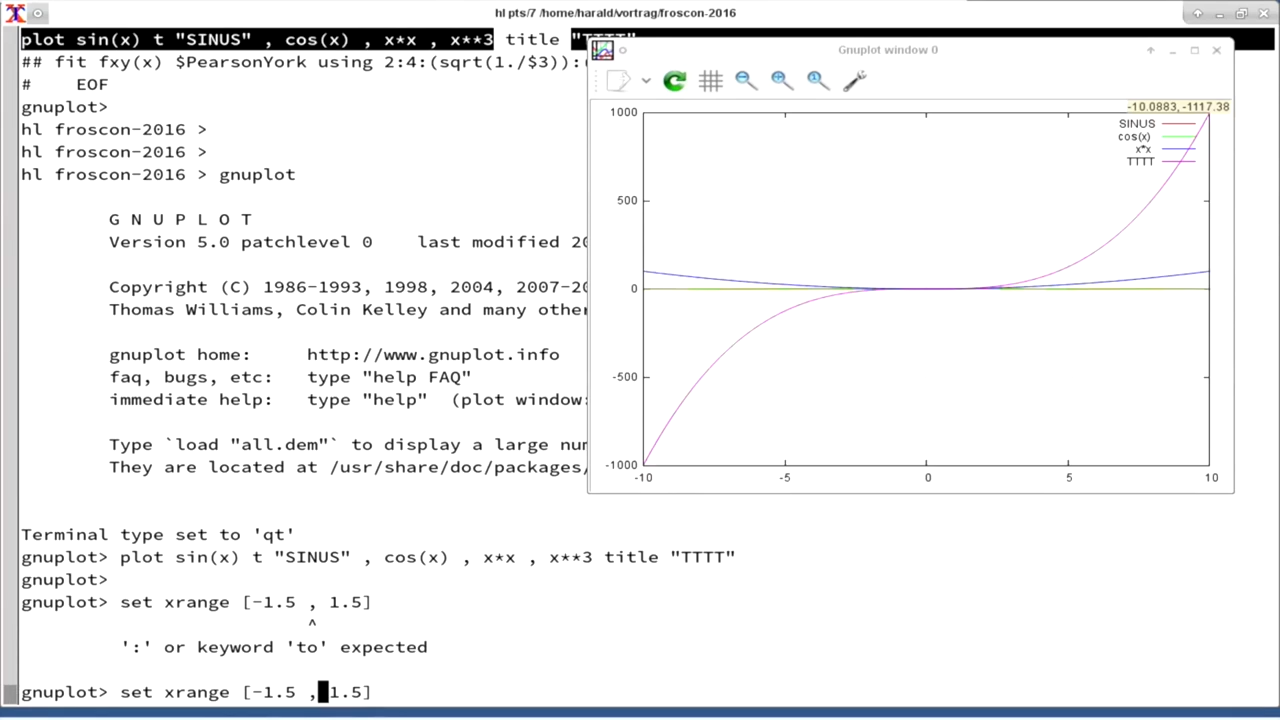 hl pts/7 /home/harald/vortrag/froscon-2016
plot sin(x) t "SINUS" , cos(x) , x*x , x**3 title "TTTT"
## fit fxy(x) $PearsonYork using 2:4:(sqrt(1./$3)):(
# EOF
gnuplot>
hl froscon-2016 >
hl froscon-2016 >
hl froscon-2016 > gnuplot
G N U P L O T
Version 5.0 patchlevel 0 last modified 20
Copyright (C) 1986-1993, 1998, 2004, 2007-20
Thomas Williams, Colin Kelley and many other
gnuplot home: http://www.gnuplot.info
faq, bugs, etc: type "help FAQ"
immediate help: type "help" (plot window:
Type `load "all.dem"` to display a large num
They are located at /usr/share/doc/packages/
Terminal type set to 'qt'
gnuplot> plot sin(x) t "SINUS" , cos(x) , x*x , x**3 title "TTTT"
gnuplot>
gnuplot> set xrange [-1.5 , 1.5]
^
':' or keyword 'to' expected
gnuplot> set xrange [-1.5 , 1.5]
Gnuplot window 0
-10.0883, -1117.38
SINUS
cos(x)
x*x
TTTT
1000
500
0
-500
-1000
-10 -5 0 5 10